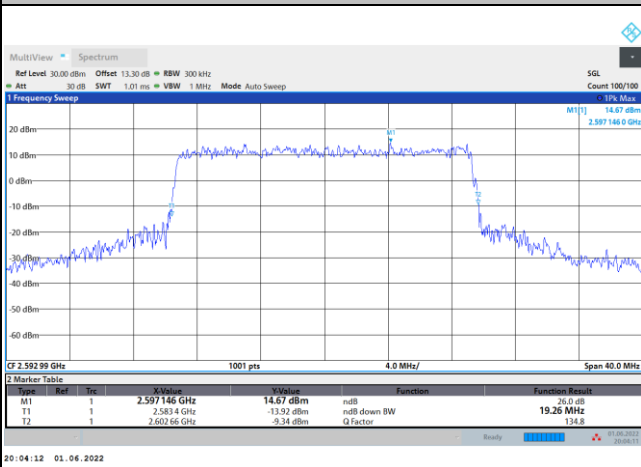 MultiView Spectrum
Ref Level 30.00 dBm Offset 13.30 dB RBW 300 kHz SGL
Att 30 dB SWT 1.01 ms VBW 1 MHz Mode Auto Sweep Count 100/100
1 Frequency Sweep 1Pk Max
M1[1] 14.67 dBm
2.597 146 0 GHz
M1
20 dBm
10 dBm
0 dBm
-10 dBm
T1
T2
-20 dBm
-30 dBm
-40 dBm
-50 dBm
-60 dBm
CF 2.592 99 GHz 1001 pts 4.0 MHz/ Span 40.0 MHz
2 Marker Table
Type Ref Trc X-Value Y-Value Function Function Result
M1 1 2.597 146 GHz 14.67 dBm ndB 26.0 dB
T1 1 2.583 4 GHz -13.92 dBm ndB down BW 19.26 MHz
T2 1 2.602 66 GHz -9.34 dBm Q Factor 134.8
Ready 01.06.2022
20:04:11
20:04:12 01.06.2022